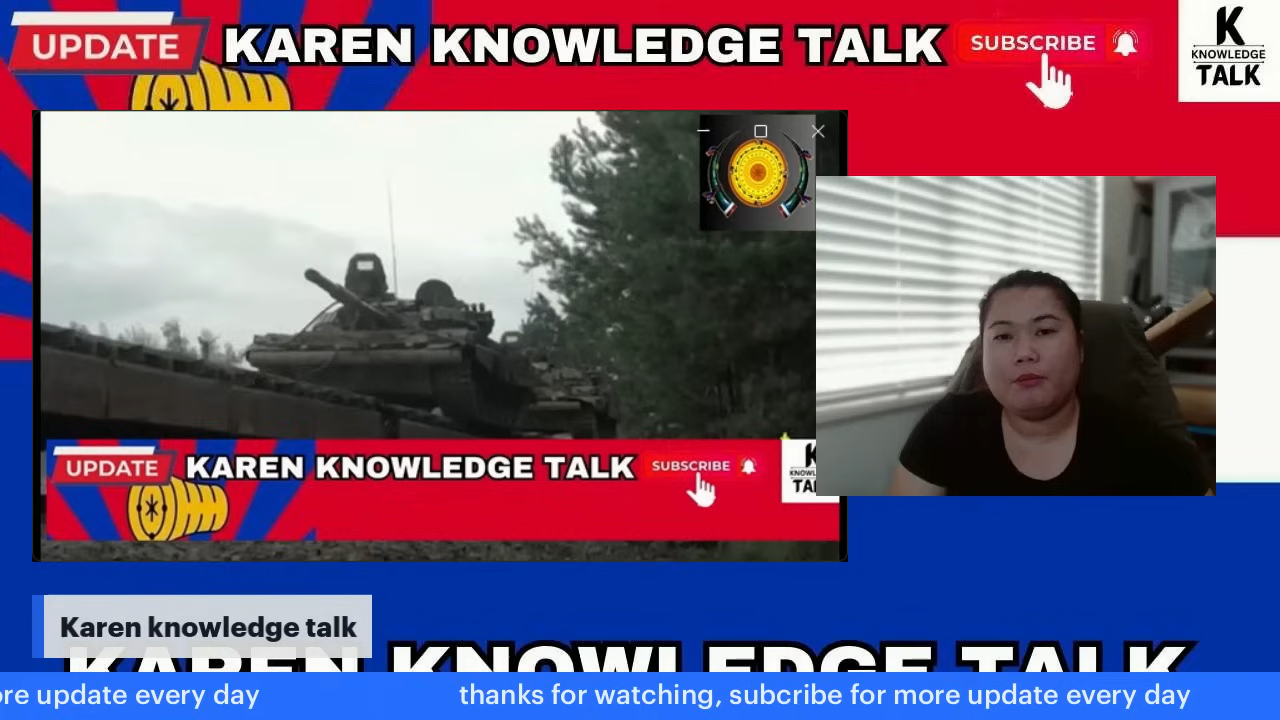 UPDATE
KAREN KNOWLEDGE TALK
SUBSCRIBE
K
KNOWLEDGE
TALK
UPDATE
KAREN KNOWLEDGE TALK
SUBSCRIBE
Karen knowledge talk
KAREN KNOWLEDGE TALK
ore update every day
thanks for watching, subcribe for more update every day